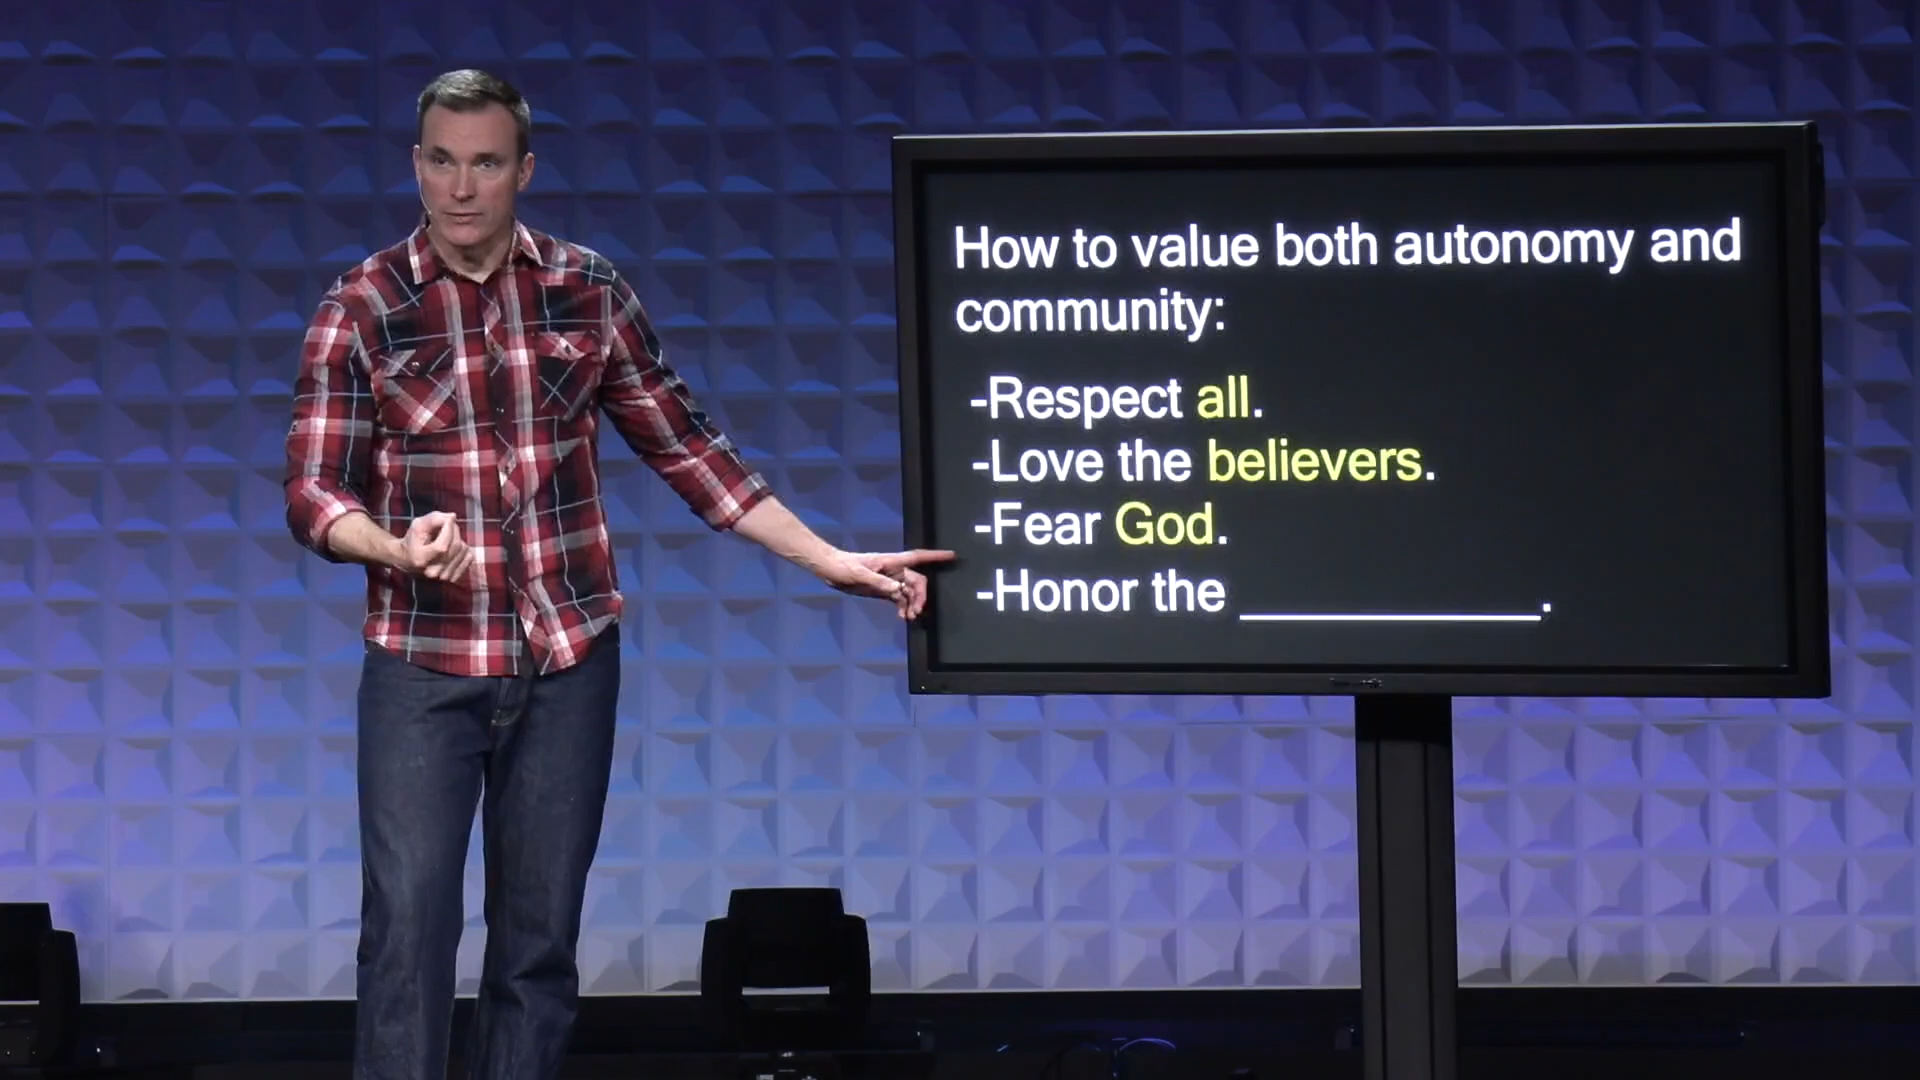 How to value both autonomy and
community:
-Respect all.
-Love the believers.
-Fear God.
-Honor the ____________.